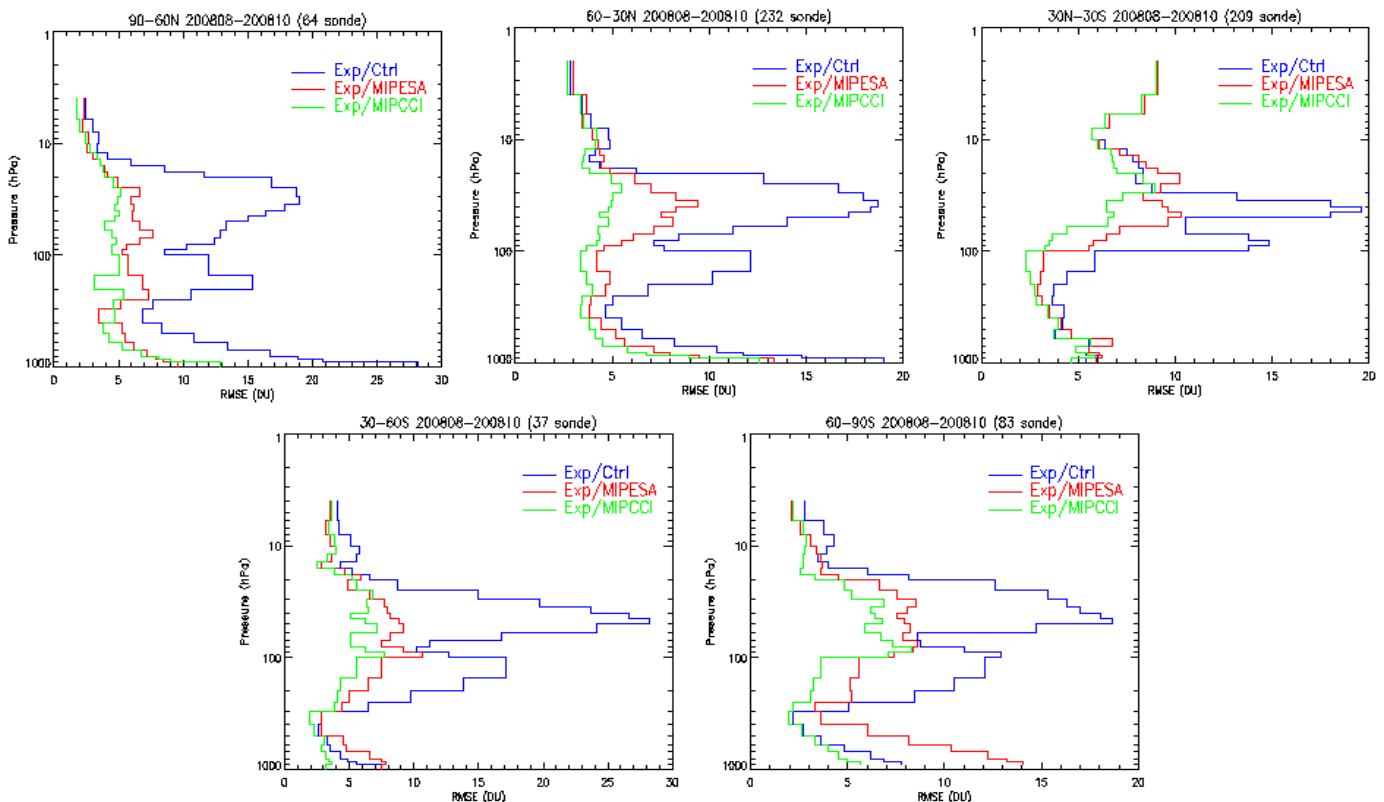 90-60N 200808-200810 (64 sonde)
1
10
100
1000
Pressure (hPa)
Exp/Ctrl
Exp/MIPESA
Exp/MIPCCI
0 5 10 15 20 25 30
RMSE (DU)
60-30N 200808-200810 (232 sonde)
1
10
100
1000
Pressure (hPa)
Exp/Ctrl
Exp/MIPESA
Exp/MIPCCI
0 5 10 15 20
RMSE (DU)
30N-30S 200808-200810 (209 sonde)
1
10
100
1000
Pressure (hPa)
Exp/Ctrl
Exp/MIPESA
Exp/MIPCCI
0 5 10 15 20
RMSE (DU)
30-60S 200808-200810 (37 sonde)
1
10
100
1000
Pressure (hPa)
Exp/Ctrl
Exp/MIPESA
Exp/MIPCCI
0 5 10 15 20 25 30
RMSE (DU)
60-90S 200808-200810 (83 sonde)
1
10
100
1000
Pressure (hPa)
Exp/Ctrl
Exp/MIPESA
Exp/MIPCCI
0 5 10 15 20
RMSE (DU)